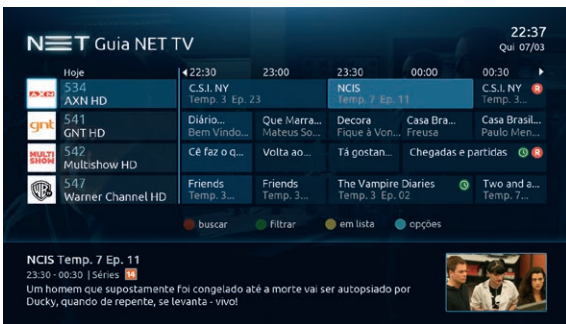 NET Guia NET TV
22:37
Qui 07/03
Hoje 22:30 23:00 23:30 00:00 00:30
AXN 534 C.S.I. NY NCIS C.S.I. NY R
AXN HD Temp. 3 Ep. 23 Temp. 7 Ep. 11 Temp. 3...
gnt 541 Diário... Que Marra... Decora Casa Bra... Casa Brasil...
GNT HD Bem Vindo... Mateus So... Fique à Von... Freusa Paulo Men...
MULTI SHOW 542 Cê faz o q... Volta ao... Tá gostan... Chegadas e partidas R
Multishow HD
WB 547 Friends Friends The Vampire Diaries Two and a...
Warner Channel HD Temp. 3... Temp. 3... Temp. 3 Ep. 02 Temp. 7...
buscar filtrar em lista opções
NCIS Temp. 7 Ep. 11
23:30 - 00:30 | Séries 14
Um homem que supostamente foi congelado até a morte vai ser autopsiado por
Ducky, quando de repente, se levanta - vivo!